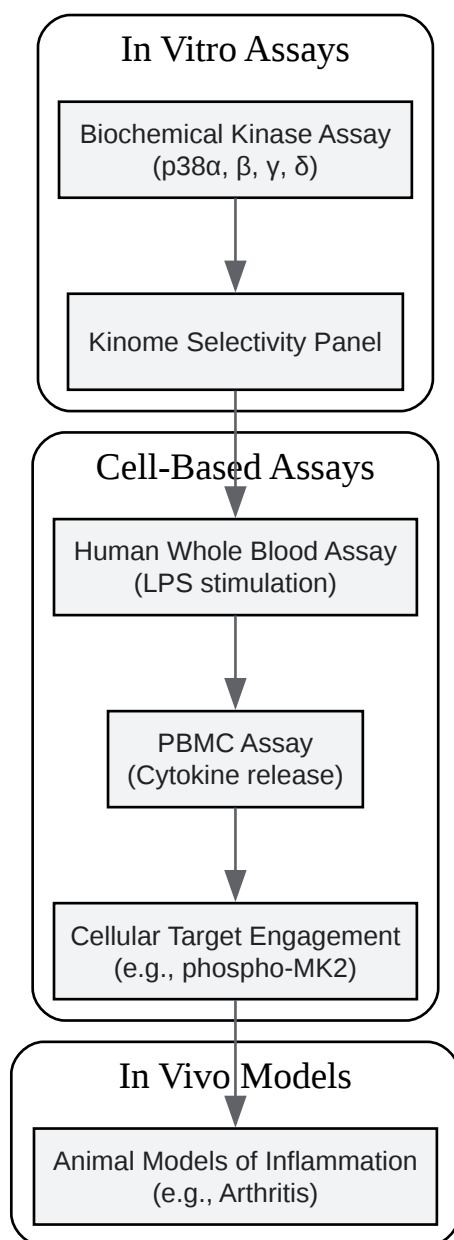 In Vitro Assays
Biochemical Kinase Assay
(p38α, β, γ, δ)
Kinome Selectivity Panel
Cell-Based Assays
Human Whole Blood Assay
(LPS stimulation)
PBMC Assay
(Cytokine release)
Cellular Target Engagement
(e.g., phospho-MK2)
In Vivo Models
Animal Models of Inflammation
(e.g., Arthritis)